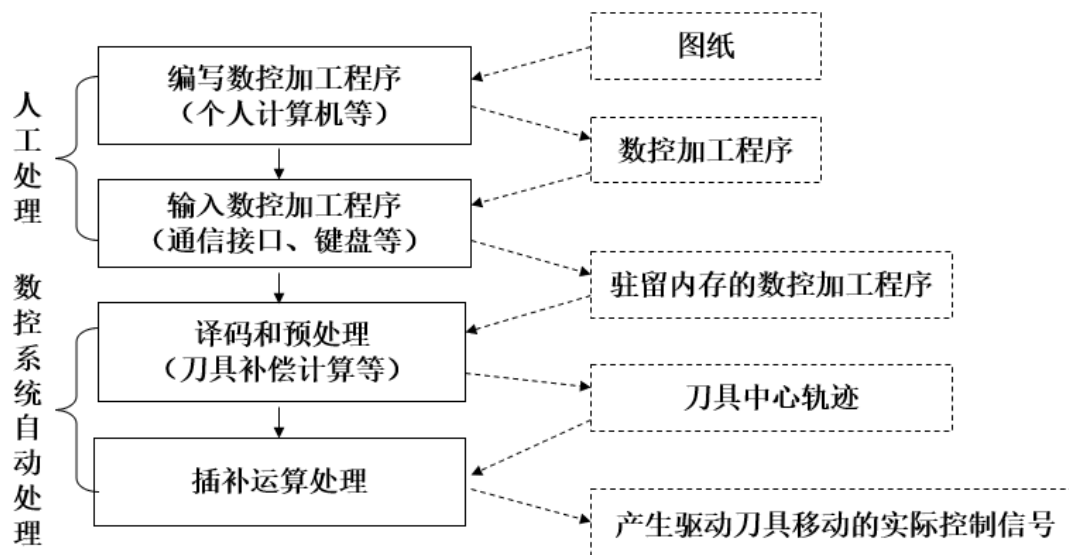 人工处理
数控系统自动处理
编写数控加工程序
（个人计算机等）
输入数控加工程序
（通信接口、键盘等）
译码和预处理
（刀具补偿计算等）
插补运算处理
图纸
数控加工程序
驻留内存的数控加工程序
刀具中心轨迹
产生驱动刀具移动的实际控制信号